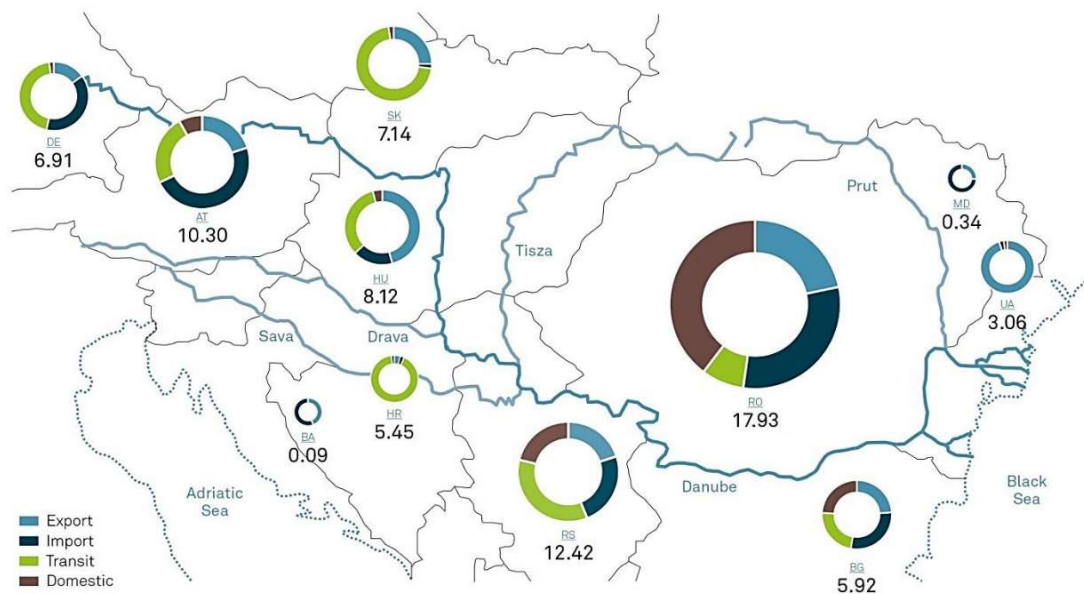 SK
7.14
DE
6.91
AT
10.30
HU
8.12
Tisza
Prut
MD
0.34
UA
3.06
Sava
Drava
HR
5.45
BA
0.09
RO
17.93
RS
12.42
Danube
BG
5.92
Adriatic
Sea
Black
Sea
Export
Import
Transit
Domestic